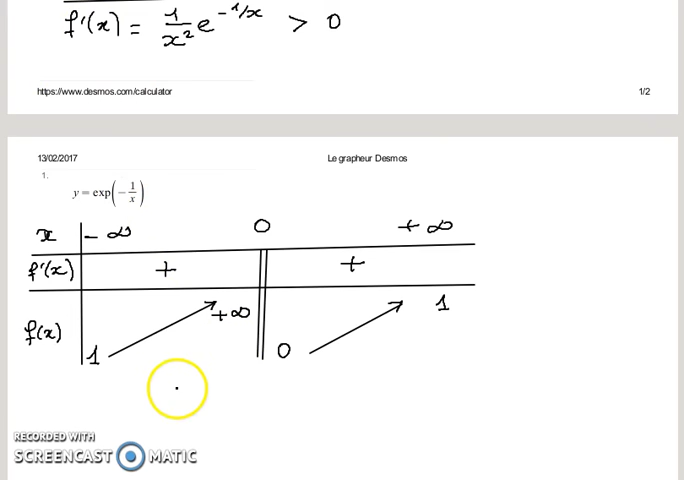 f'(x) = 1/x² e^(-1/x) > 0
https://www.desmos.com/calculator 1/2
13/02/2017 Le grapheur Desmos
1.
y = exp(-1/x)
x -∞ 0 +∞
f'(x) + +
+∞ 1
f(x)
1 0
RECORDED WITH
SCREENCAST MATIC